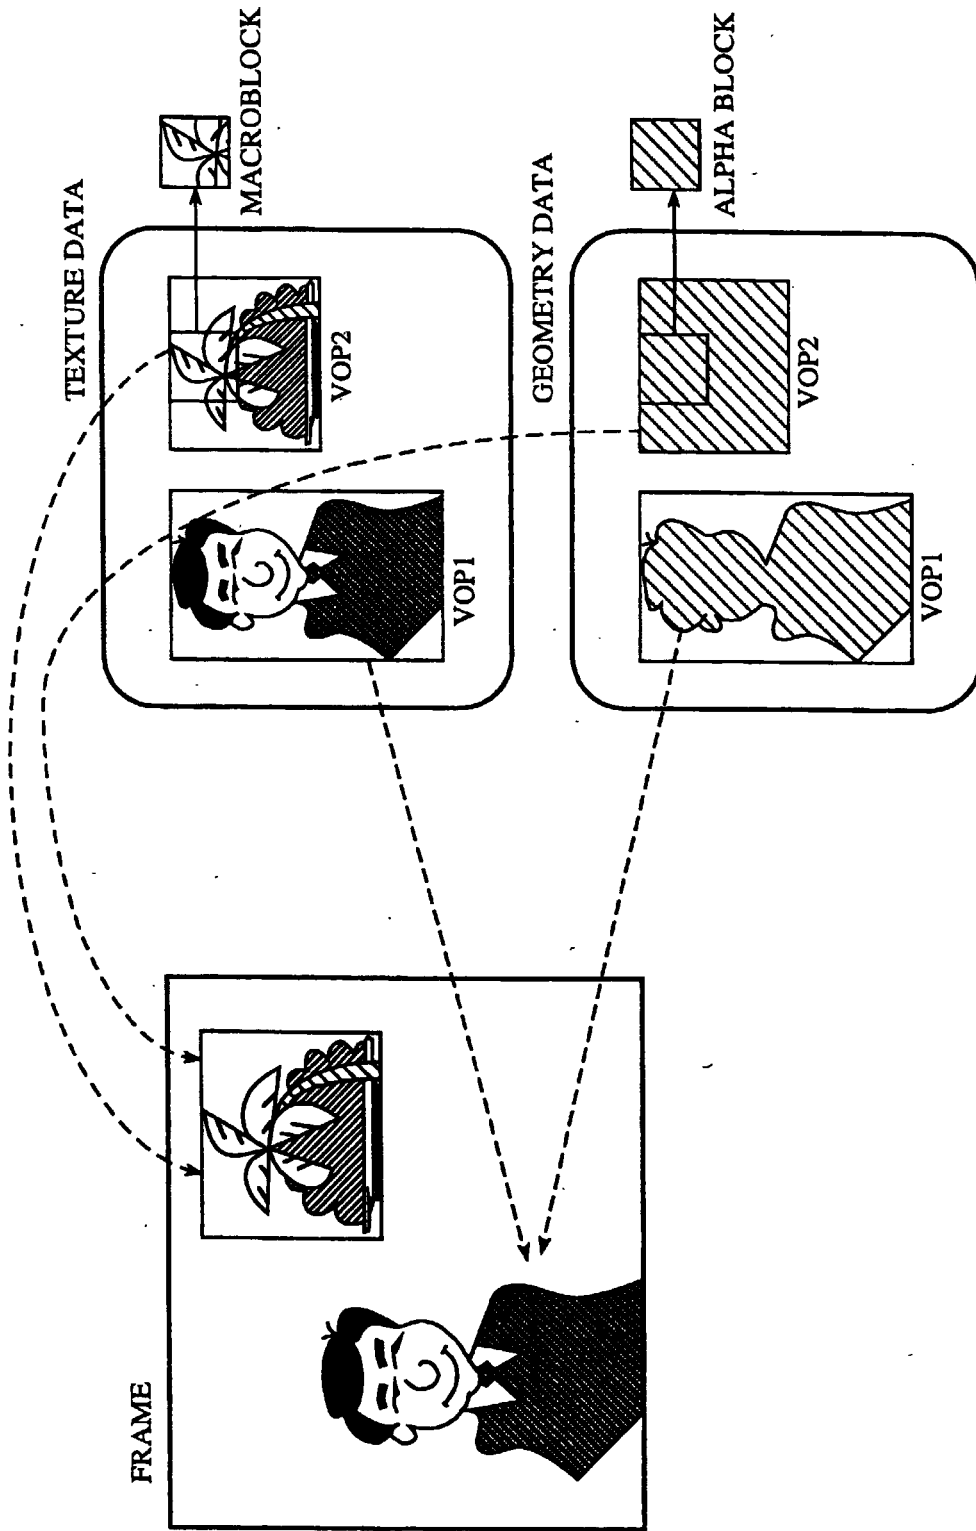 FRAME
TEXTURE DATA
VOP1
VOP2
MACROBLOCK
GEOMETRY DATA
VOP1
VOP2
ALPHA BLOCK